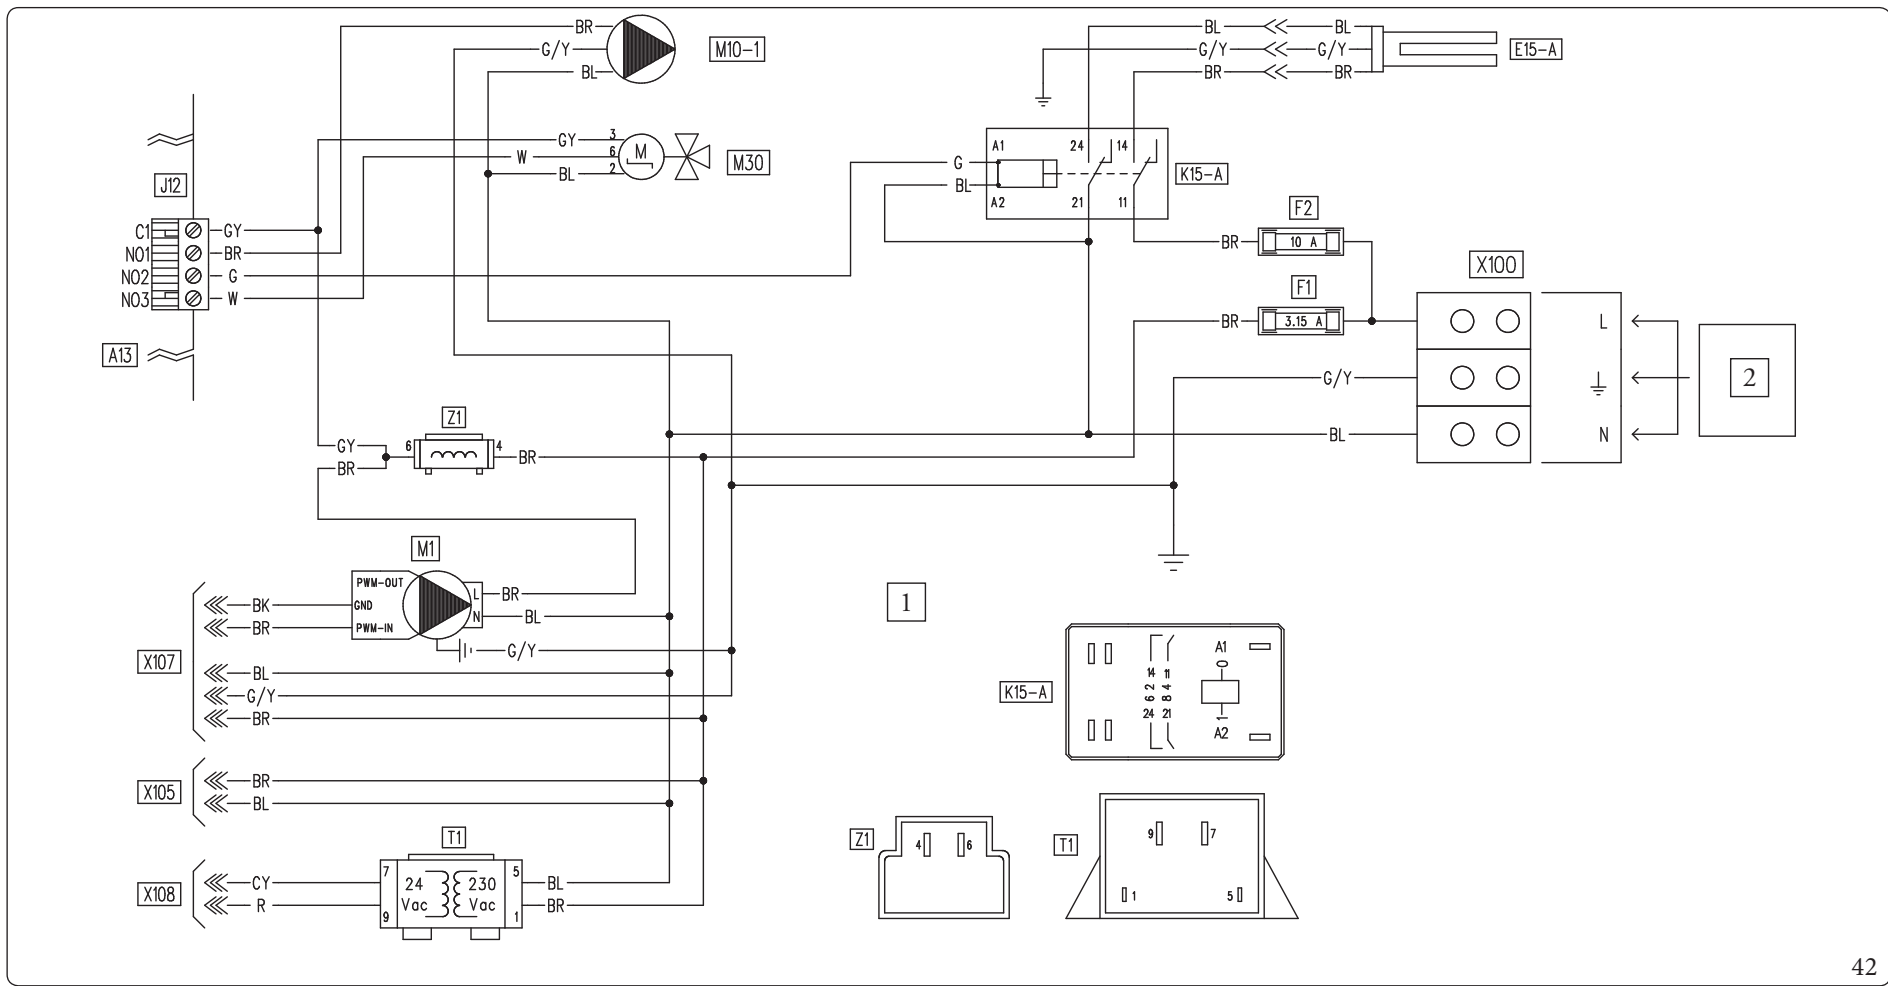 BR
G/Y
BL
M10-1
BL
BL
G/Y
G/Y
BR
BR
E15-A
GY
3
W
6
M
BL
2
M30
J12
G
BL
A1
24
14
A2
21
11
K15-A
C1
GY
NO1
BR
NO2
G
NO3
W
A13
F2
BR
10 A
F1
BR
3.15 A
X100
L
G/Y
2
BL
N
Z1
GY
BR
6
4
BR
M1
PWM-OUT
GND
PWM-IN
L
N
BR
BL
G/Y
X107
BK
BR
BL
G/Y
BR
X105
BR
BL
X108
CY
R
T1
7
9
24
Vac
230
Vac
5
1
BL
BR
1
K15-A
14 11
6 2 8 4
24 21
A1
0
1
A2
Z1
4
6
T1
9
7
1
5
42